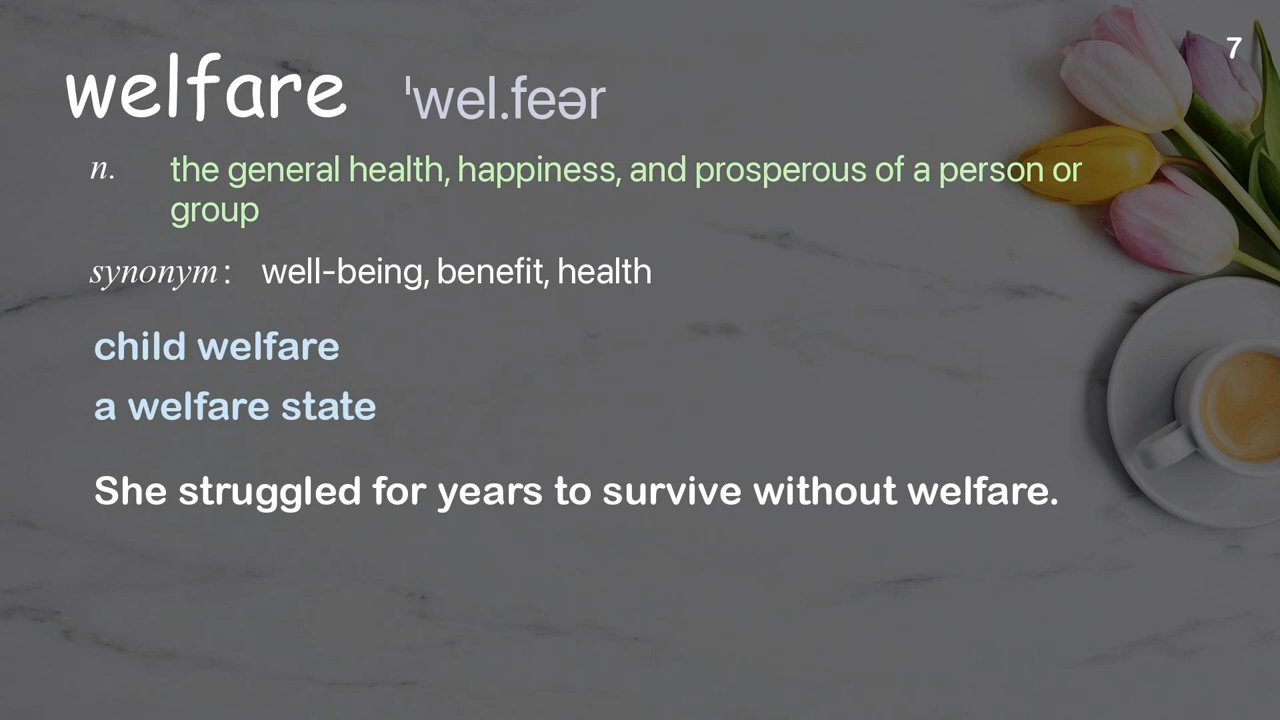 7
welfare ˈwel.feər
n. the general health, happiness, and prosperous of a person or
group
synonym: well-being, benefit, health
child welfare
a welfare state
She struggled for years to survive without welfare.